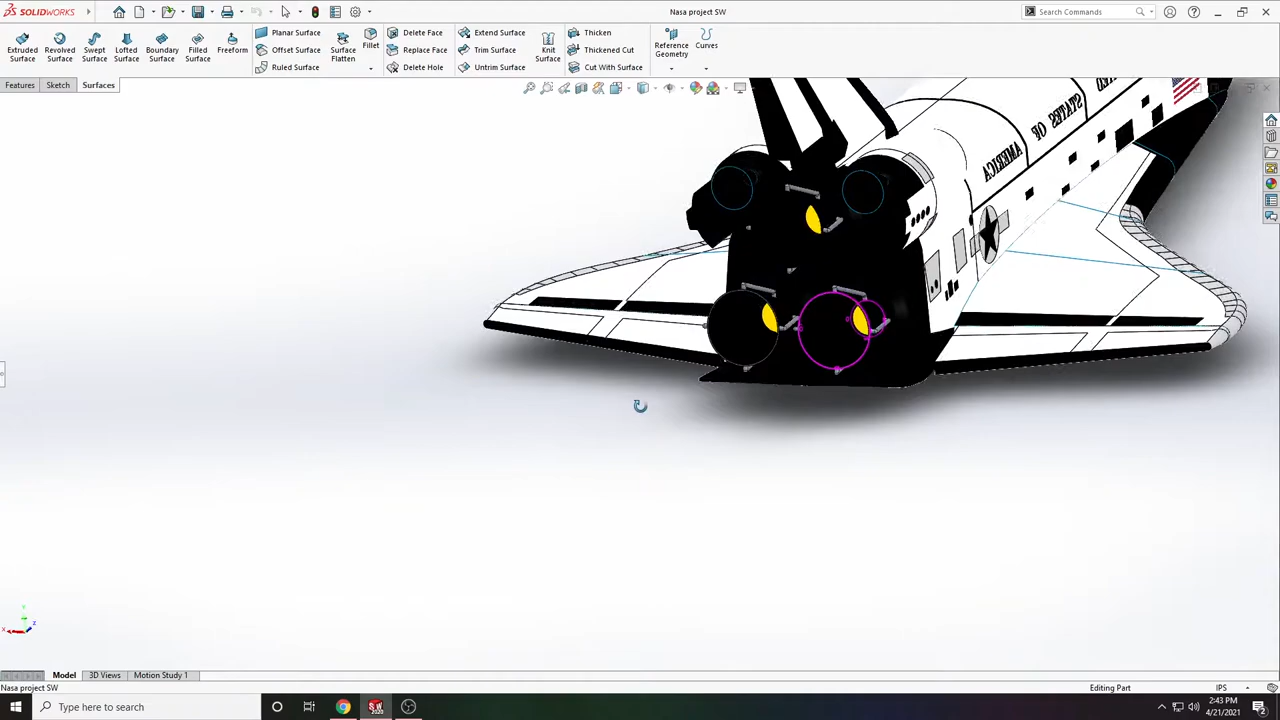 SOLIDWORKS
Nasa project SW
Search Commands
Extruded Surface
Revolved Surface
Swept Surface
Lofted Surface
Boundary Surface
Filled Surface
Freeform
Planar Surface
Offset Surface
Ruled Surface
Surface Flatten
Fillet
Delete Face
Replace Face
Delete Hole
Extend Surface
Trim Surface
Untrim Surface
Knit Surface
Thicken
Thickened Cut
Cut With Surface
Reference Geometry
Curves
Features
Sketch
Surfaces
UNITED
STATES OF
AMERICA
Model
3D Views
Motion Study 1
Nasa project SW
Editing Part
IPS
Type here to search
2:43 PM
4/21/2021